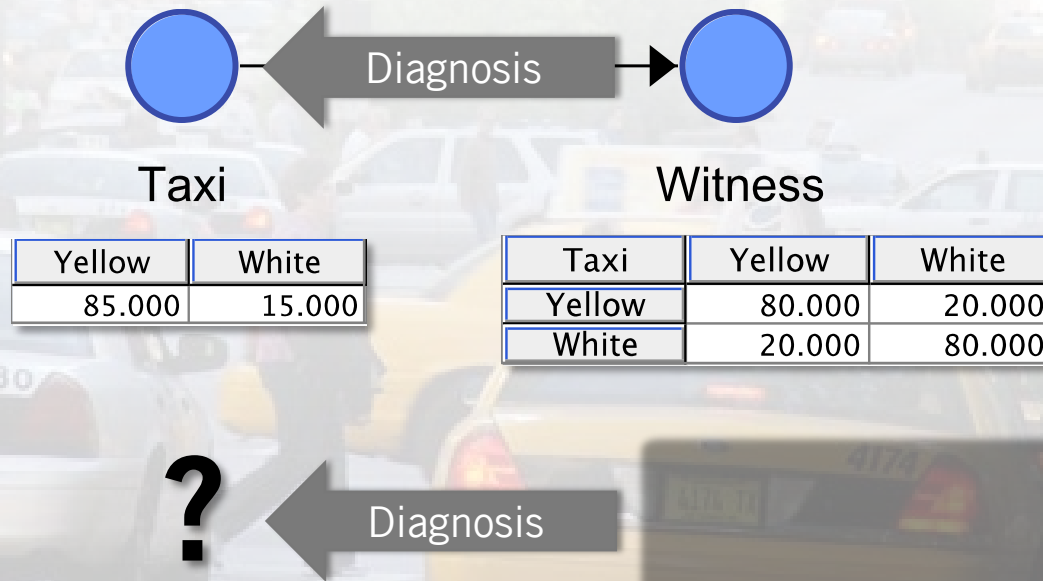 Diagnosis
Taxi
Witness
Yellow White
85.000 15.000
Taxi Yellow White
Yellow 80.000 20.000
White 20.000 80.000
4174
?
Diagnosis